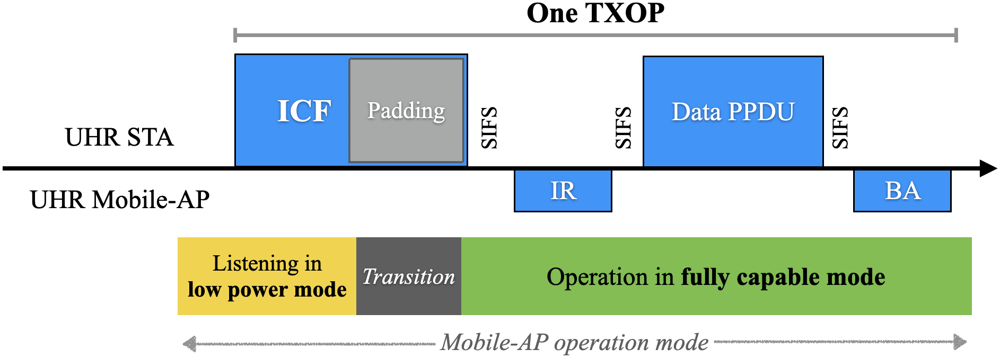 One TXOP
ICF
Padding
SIFS
SIFS
Data PPDU
SIFS
UHR STA
UHR Mobile-AP
IR
BA
Listening in
low power mode
Transition
Operation in fully capable mode
Mobile-AP operation mode